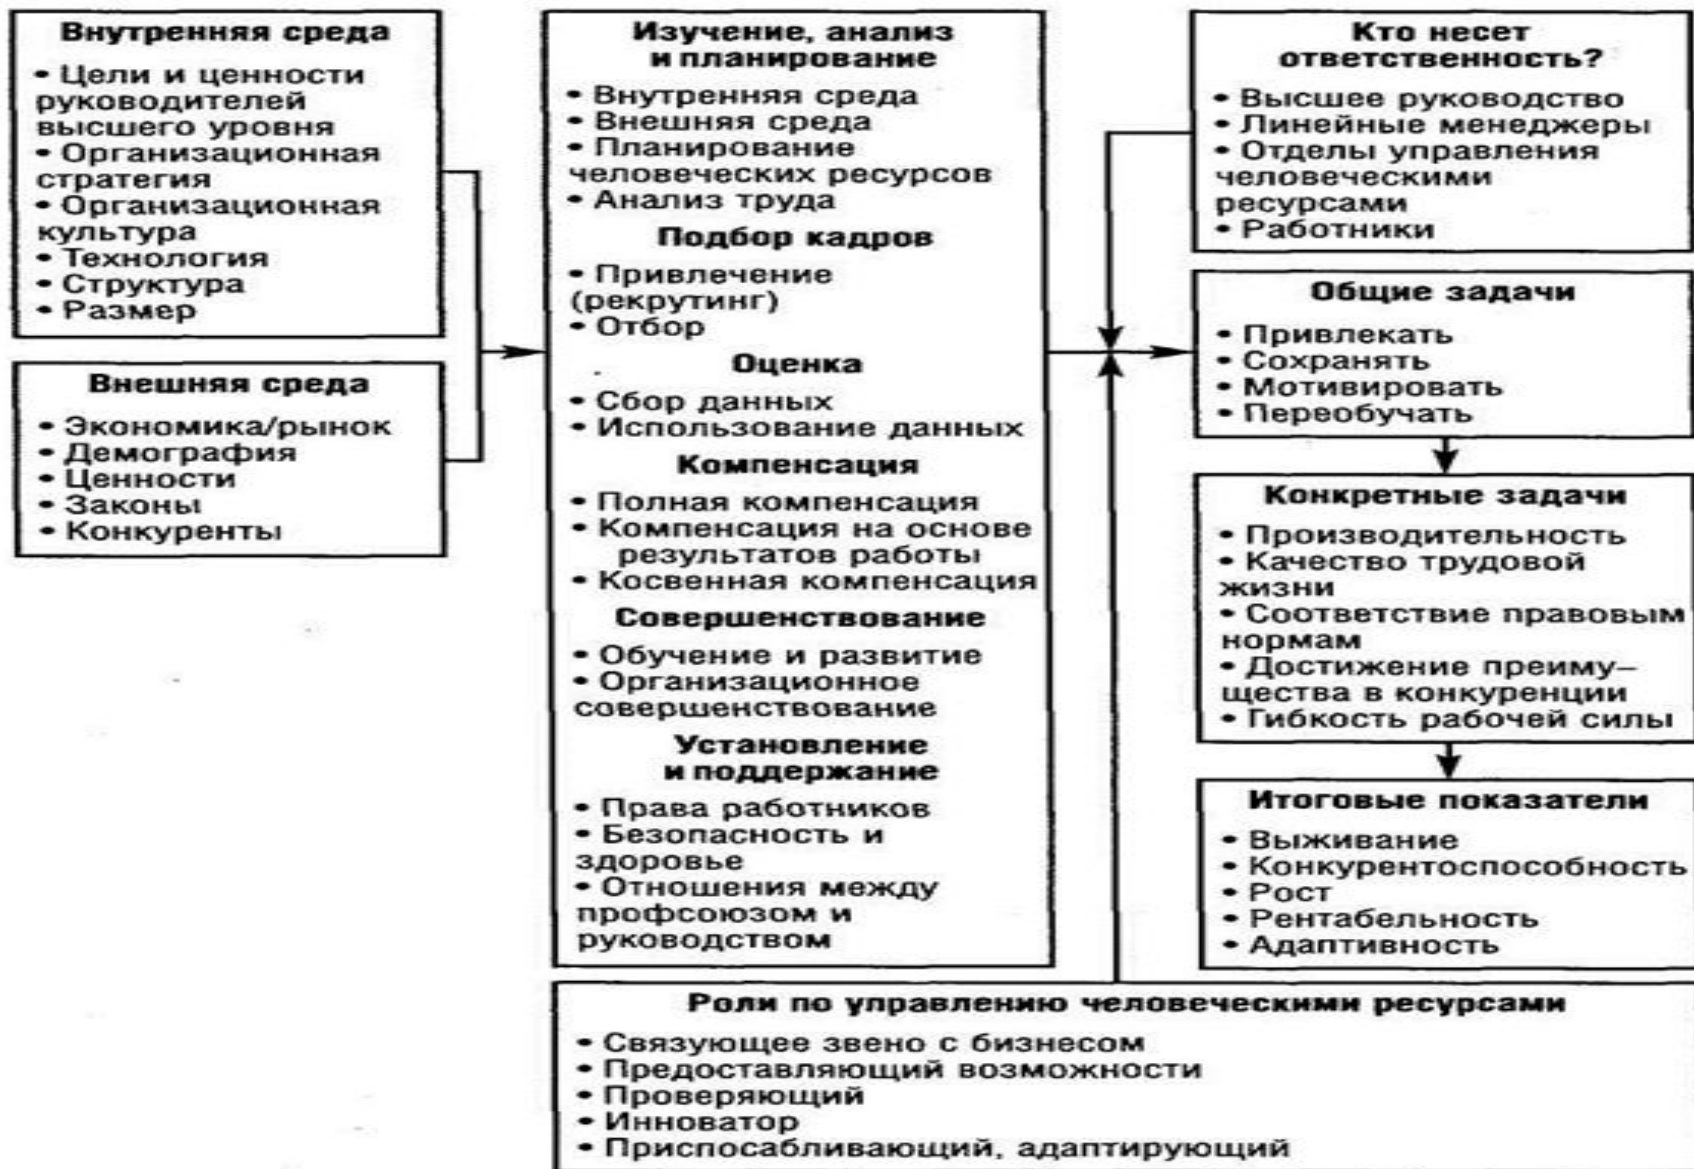 Внутренняя среда
• Цели и ценности
руководителей
высшего уровня
• Организационная
стратегия
• Организационная
культура
• Технология
• Структура
• Размер
Внешняя среда
• Экономика/рынок
• Демография
• Ценности
• Законы
• Конкуренты
Изучение, анализ
и планирование
• Внутренняя среда
• Внешняя среда
• Планирование
человеческих ресурсов
• Анализ труда
Подбор кадров
• Привлечение
(рекрутинг)
• Отбор
Оценка
• Сбор данных
• Использование данных
Компенсация
• Полная компенсация
• Компенсация на основе
результатов работы
• Косвенная компенсация
Совершенствование
• Обучение и развитие
• Организационное
совершенствование
Установление
и поддержание
• Права работников
• Безопасность и
здоровье
• Отношения между
профсоюзом и
руководством
Кто несет
ответственность?
• Высшее руководство
• Линейные менеджеры
• Отделы управления
человеческими
ресурсами
• Работники
Общие задачи
• Привлекать
• Сохранять
• Мотивировать
• Переобучать
Конкретные задачи
• Производительность
• Качество трудовой
жизни
• Соответствие правовым
нормам
• Достижение преиму–
щества в конкуренции
• Гибкость рабочей силы
Итоговые показатели
• Выживание
• Конкурентоспособность
• Рост
• Рентабельность
• Адаптивность
Роли по управлению человеческими ресурсами
• Связующее звено с бизнесом
• Предоставляющий возможности
• Проверяющий
• Инноватор
• Приспосабливающий, адаптирующий